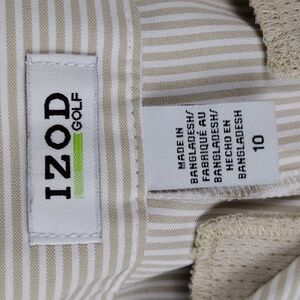 IZOD
GOLF
MADE IN
BANGLADESH/
FABRIQUÉ AU
BANGLADESH/
HECHO EN
BANGLADESH
10